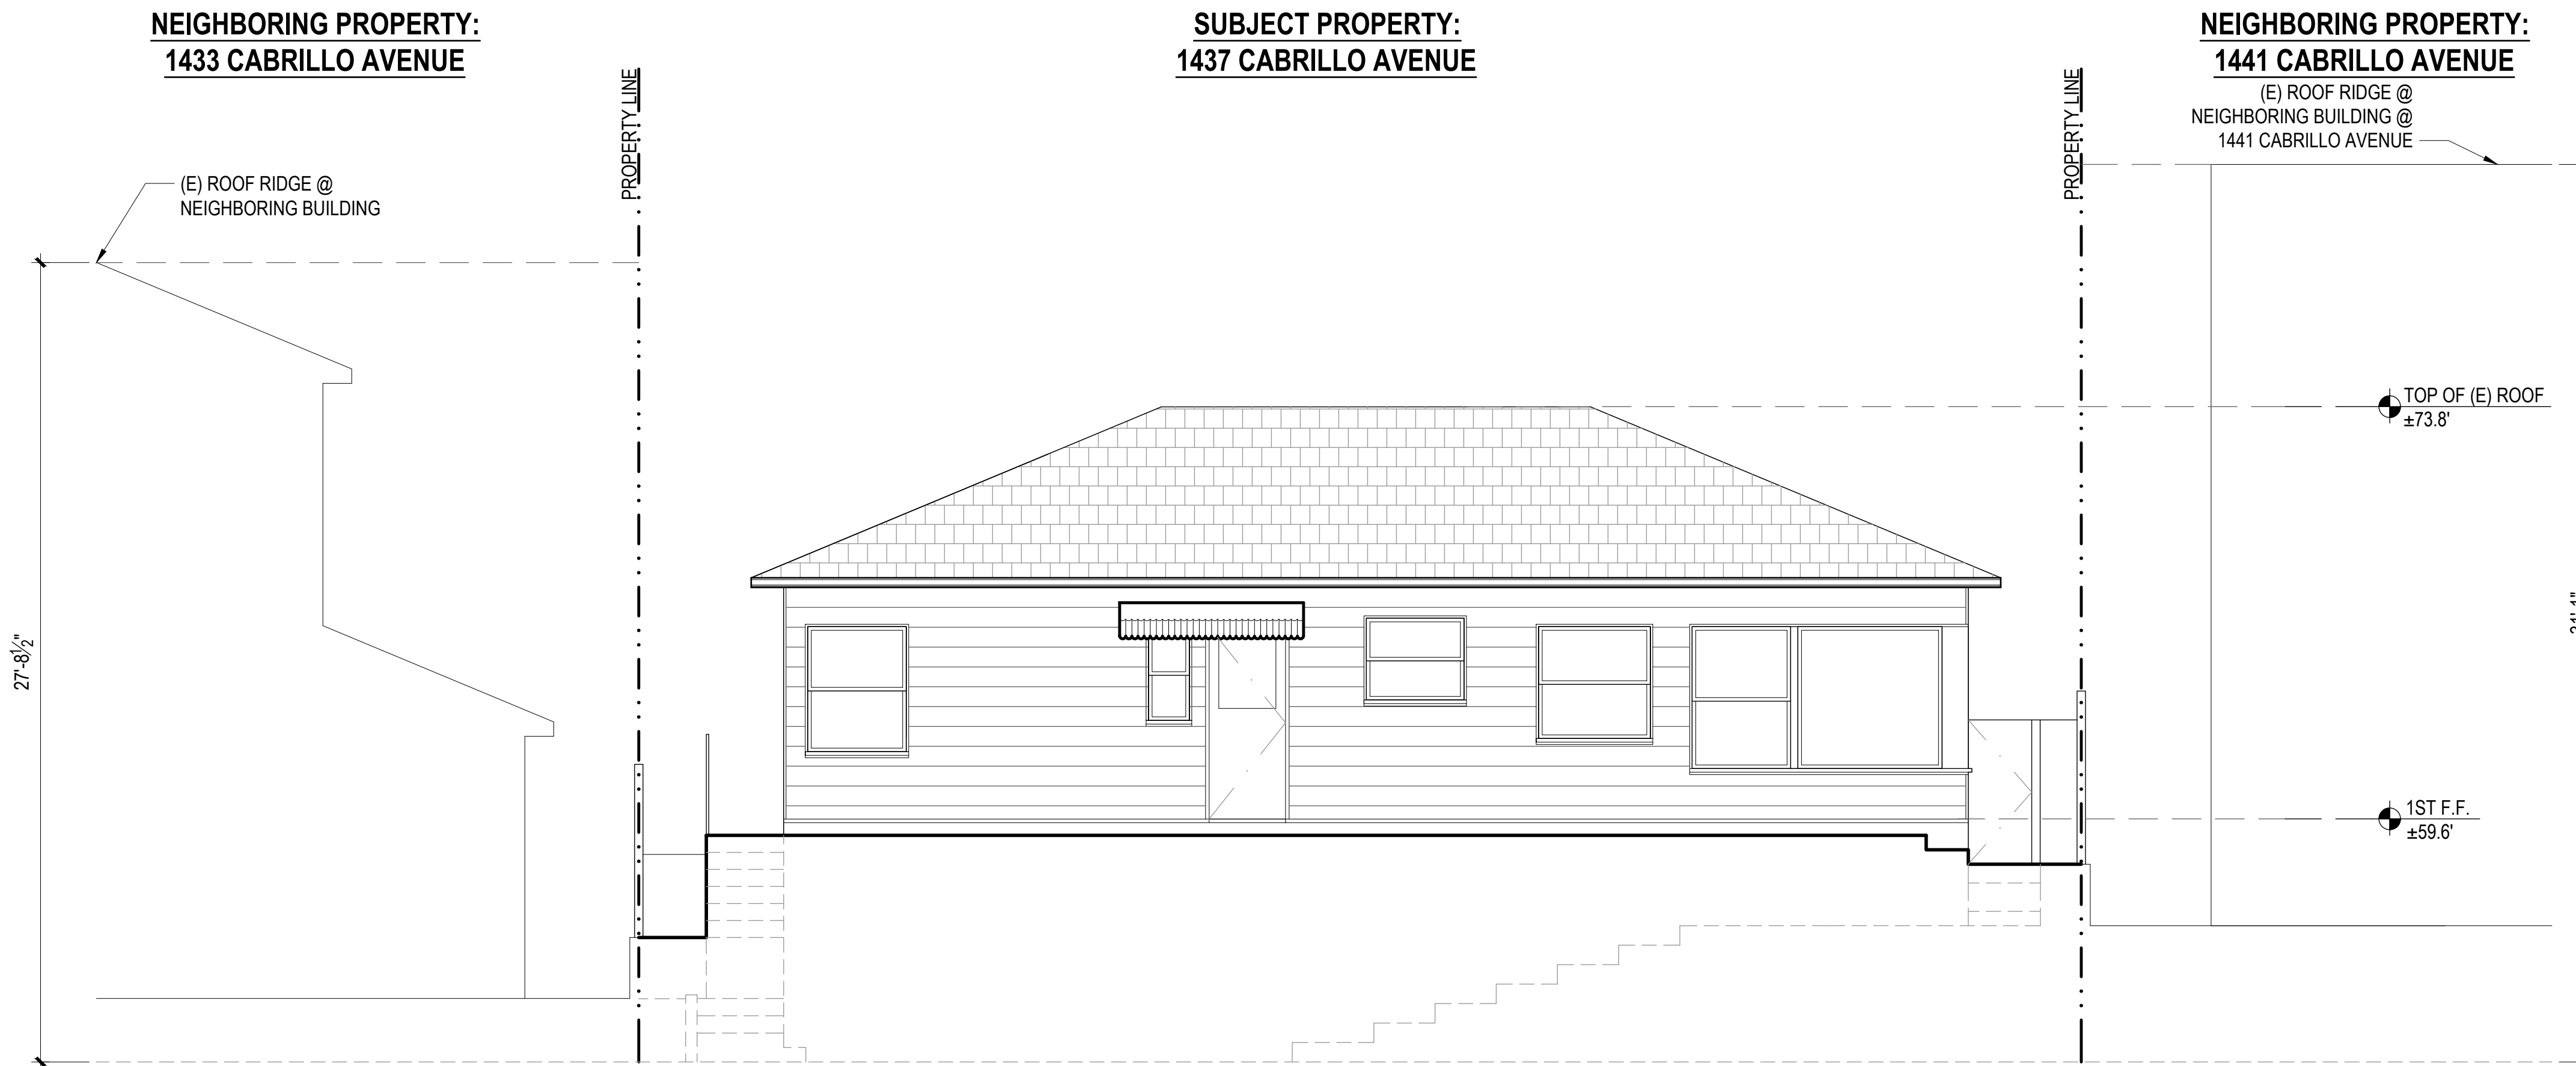 NEIGHBORING PROPERTY:
1433 CABRILLO AVENUE
SUBJECT PROPERTY:
1437 CABRILLO AVENUE
NEIGHBORING PROPERTY:
1441 CABRILLO AVENUE
(E) ROOF RIDGE @
NEIGHBORING BUILDING @
1441 CABRILLO AVENUE
PROPERTY LINE
PROPERTY LINE
(E) ROOF RIDGE @
NEIGHBORING BUILDING
TOP OF (E) ROOF
±73.8'
27'-8½"
1ST F.F.
±59.6'